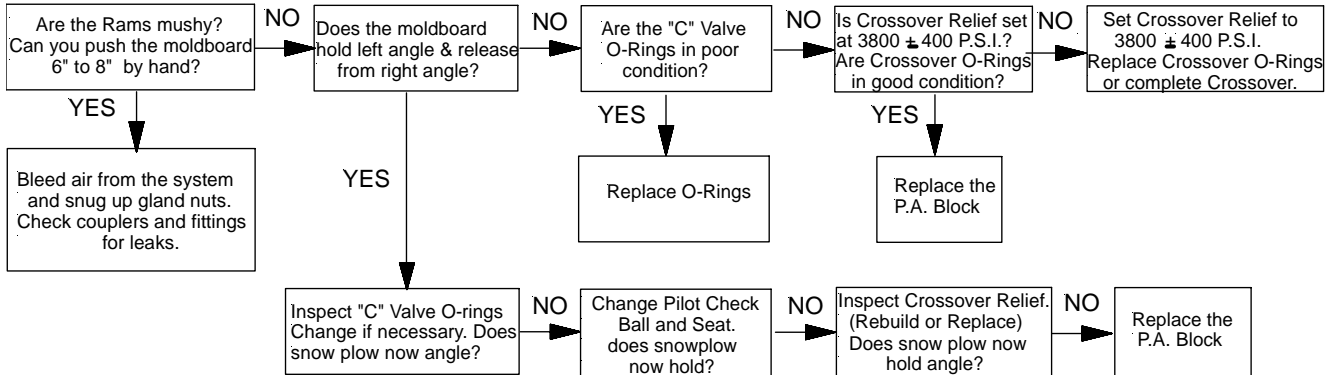 Are the Rams mushy?
Can you push the moldboard
6" to 8" by hand?
NO
Does the moldboard
hold left angle & release
from right angle?
NO
Are the "C" Valve
O-Rings in poor
condition?
NO
Is Crossover Relief set
at 3800 ± 400 P.S.I.?
Are Crossover O-Rings
in good condition?
NO
Set Crossover Relief to
3800 ± 400 P.S.I.
Replace Crossover O-Rings
or complete Crossover.
YES
YES
YES
YES
Bleed air from the system
and snug up gland nuts.
Check couplers and fittings
for leaks.
Replace O-Rings
Replace the
P.A. Block
Inspect "C" Valve O-rings
Change if necessary. Does
snow plow now angle?
NO
Change Pilot Check
Ball and Seat.
does snowplow
now hold?
NO
Inspect Crossover Relief.
(Rebuild or Replace)
Does snow plow now
hold angle?
NO
Replace the
P.A. Block